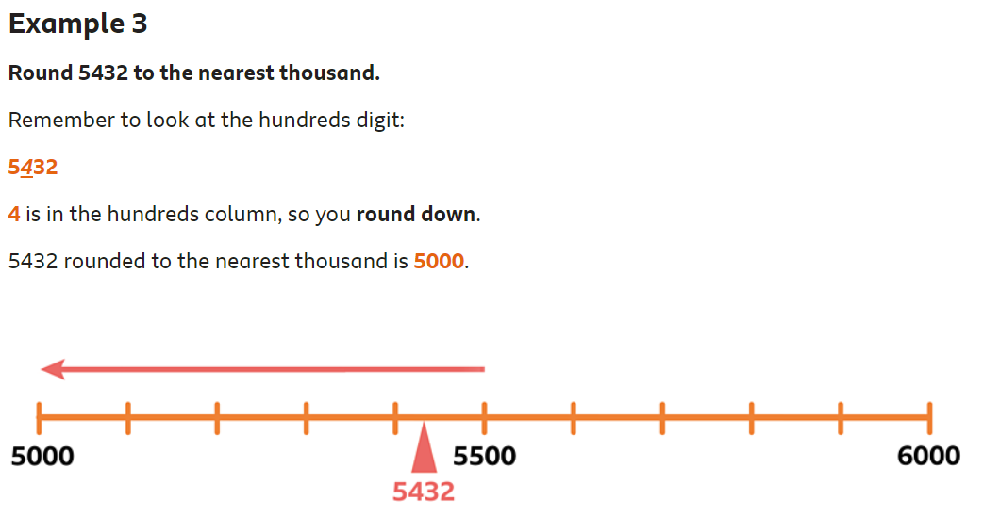 Example 3
Round 5432 to the nearest thousand.
Remember to look at the hundreds digit:
5432
4 is in the hundreds column, so you round down.
5432 rounded to the nearest thousand is 5000.
5000 5500 6000
5432